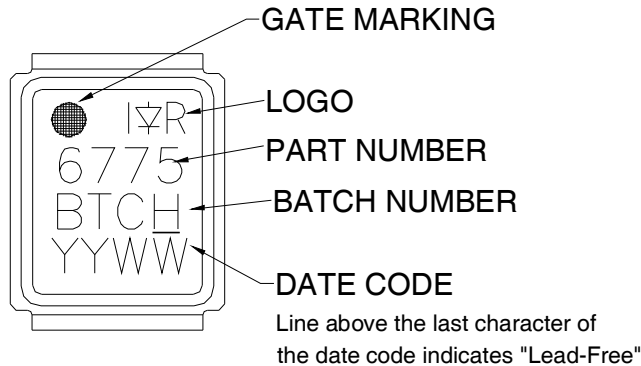 GATE MARKING
I R
LOGO
6775
PART NUMBER
BTCH
BATCH NUMBER
YYWW
DATE CODE
Line above the last character of
the date code indicates "Lead-Free"